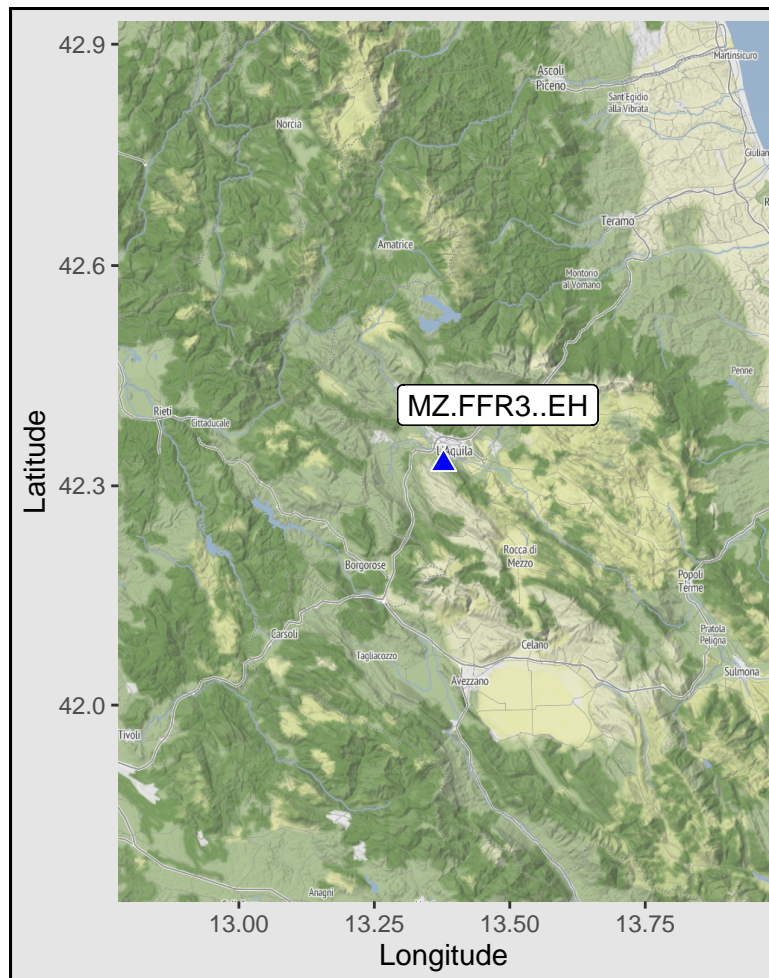 42.9
Martinsicuro
Ascoli
Piceno
Sant'Egidio
alla Vibrata
Norcia
Giulian
Teramo
Amatrice
42.6
Montorio
al Vomano
Penne
MZ.FFR3..EH
Rieti
Cittaducale
L'Aquila
42.3
Latitude
Rocca di
Mezzo
Borgorose
Popoli
Terme
Carsoli
Pratola
Peligna
Celano
Tagliacozzo
Sulmona
Avezzano
42.0
Tivoli
Anagni
13.00
13.25
13.50
13.75
Longitude